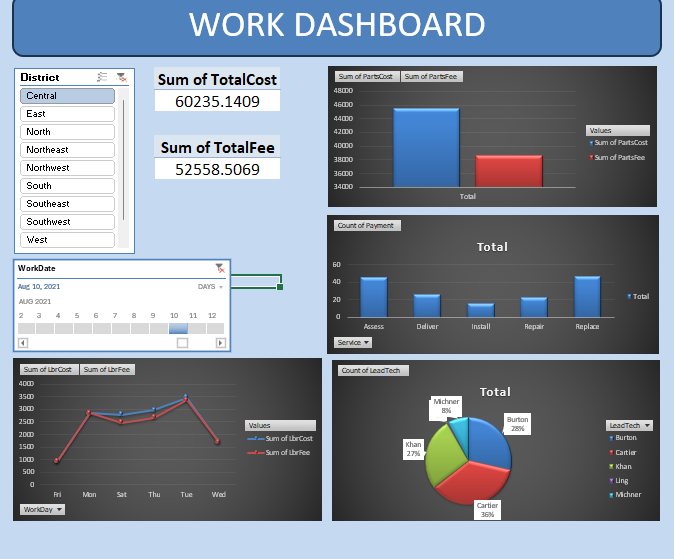 WORK DASHBOARD
District
Central
East
North
Northeast
Northwest
South
Southeast
Southwest
West
Sum of TotalCost
60235.1409
Sum of TotalFee
52558.5069
Sum of PartsCost Sum of PartsFee
48000
46000
44000
42000
40000
38000
36000
34000
Total
Values
Sum of PartsCost
Sum of PartsFee
WorkDate
Aug 10, 2021 DAYS
AUG 2021
2 3 4 5 6 7 8 9 10 11 12
Count of Payment
Total
60
40
20
0
Assess Deliver Install Repair Replace
Total
Service
Sum of LbrCost Sum of LbrFee
4000
3500
3000
2500
2000
1500
1000
500
0
Fri Mon Sat Thu Tue Wed
Values
Sum of LbrCost
Sum of LbrFee
WorkDay
Count of LeadTech
Total
Michner
8%
Burton
28%
Khan
27%
Cartier
36%
LeadTech
Burton
Cartier
Khan
Ling
Michner